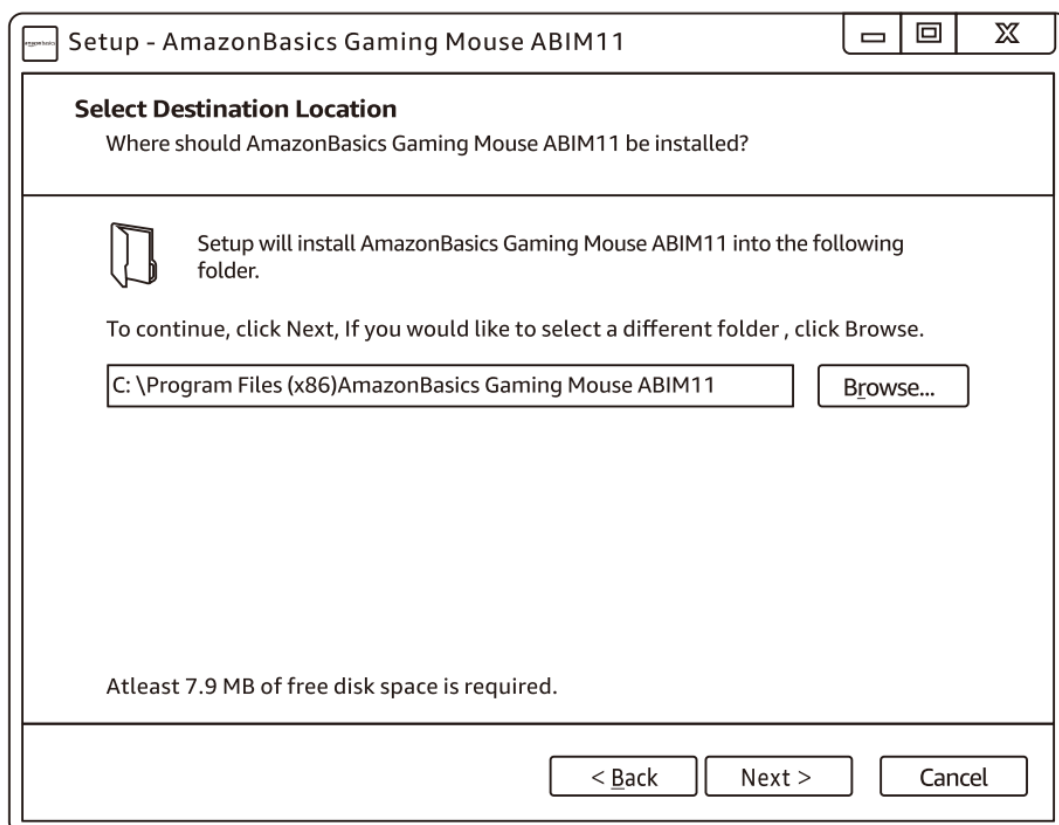 Setup - AmazonBasics Gaming Mouse ABIM11
Select Destination Location
Where should AmazonBasics Gaming Mouse ABIM11 be installed?
Setup will install AmazonBasics Gaming Mouse ABIM11 into the following
folder.
To continue, click Next, If you would like to select a different folder , click Browse.
C: \Program Files (x86)AmazonBasics Gaming Mouse ABIM11
Browse...
Atleast 7.9 MB of free disk space is required.
< Back
Next >
Cancel